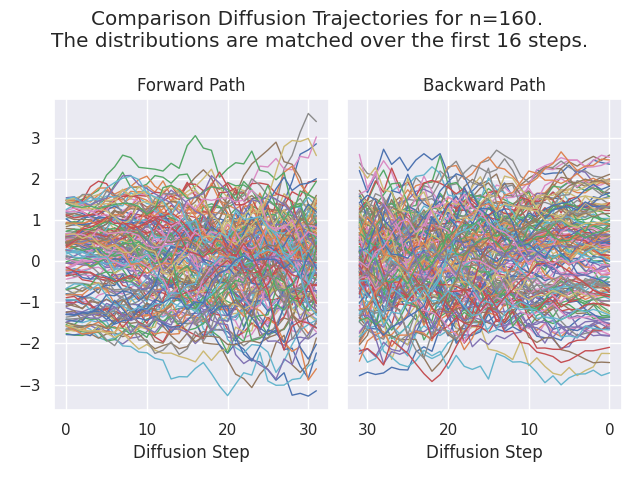 Comparison Diffusion Trajectories for n=160.
The distributions are matched over the first 16 steps.
Forward Path
Backward Path
3
2
1
0
−1
−2
−3
0 10 20 30
30 20 10 0
Diffusion Step
Diffusion Step